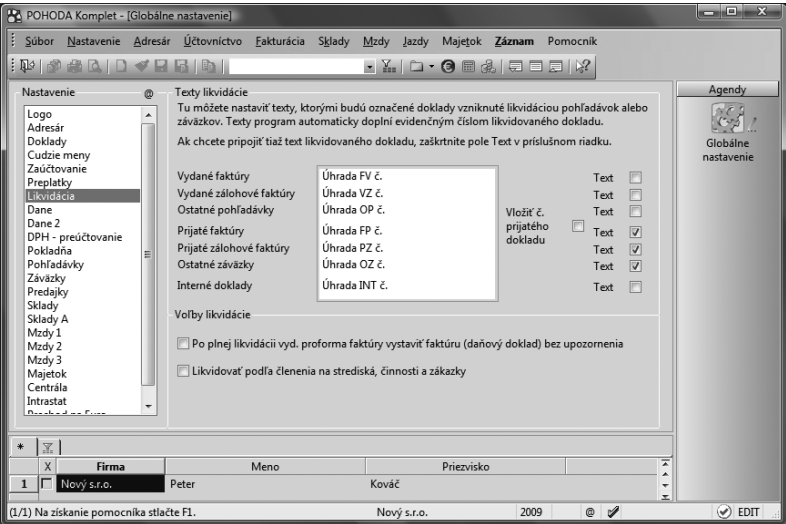 POHODA Komplet - [Globálne nastavenie]
Súbor Nastavenie Adresár Účtovníctvo Fakturácia Sklady Mzdy Jazdy Majetok Záznam Pomocník
Nastavenie @
Logo
Adresár
Doklady
Cudzie meny
Zaúčtovanie
Preplatky
Likvidácia
Dane
Dane 2
DPH - preúčtovanie
Pokladňa
Pohľadávky
Záväzky
Predajky
Sklady
Sklady A
Mzdy 1
Mzdy 2
Mzdy 3
Majetok
Centrála
Intrastat
Texty likvidácie
Tu môžete nastaviť texty, ktorými budú označené doklady vzniknuté likvidáciou pohľadávok alebo
záväzkov. Texty program automaticky doplní evidenčným číslom likvidovaného dokladu.
Ak chcete pripojiť tiaž text likvidovaného dokladu, zaškrtnite pole Text v príslušnom riadku.
Vydané faktúry Úhrada FV č. Text
Vydané zálohové faktúry Úhrada VZ č. Text
Ostatné pohľadávky Úhrada OP č. Text
Vložiť č.
prijatého
dokladu
Prijaté faktúry Úhrada FP č. Text
Prijaté zálohové faktúry Úhrada PZ č. Text
Ostatné záväzky Úhrada OZ č. Text
Interné doklady Úhrada INT č. Text
Voľby likvidácie
Po plnej likvidácii vyd. proforma faktúry vystaviť faktúru (daňový doklad) bez upozornenia
Likvidovať podľa členenia na strediská, činnosti a zákazky
Agendy
Globálne
nastavenie
*
X Firma Meno Priezvisko
1 Nový s.r.o. Peter Kováč
(1/1) Na získanie pomocníka stlačte F1. Nový s.r.o. 2009 @ EDIT